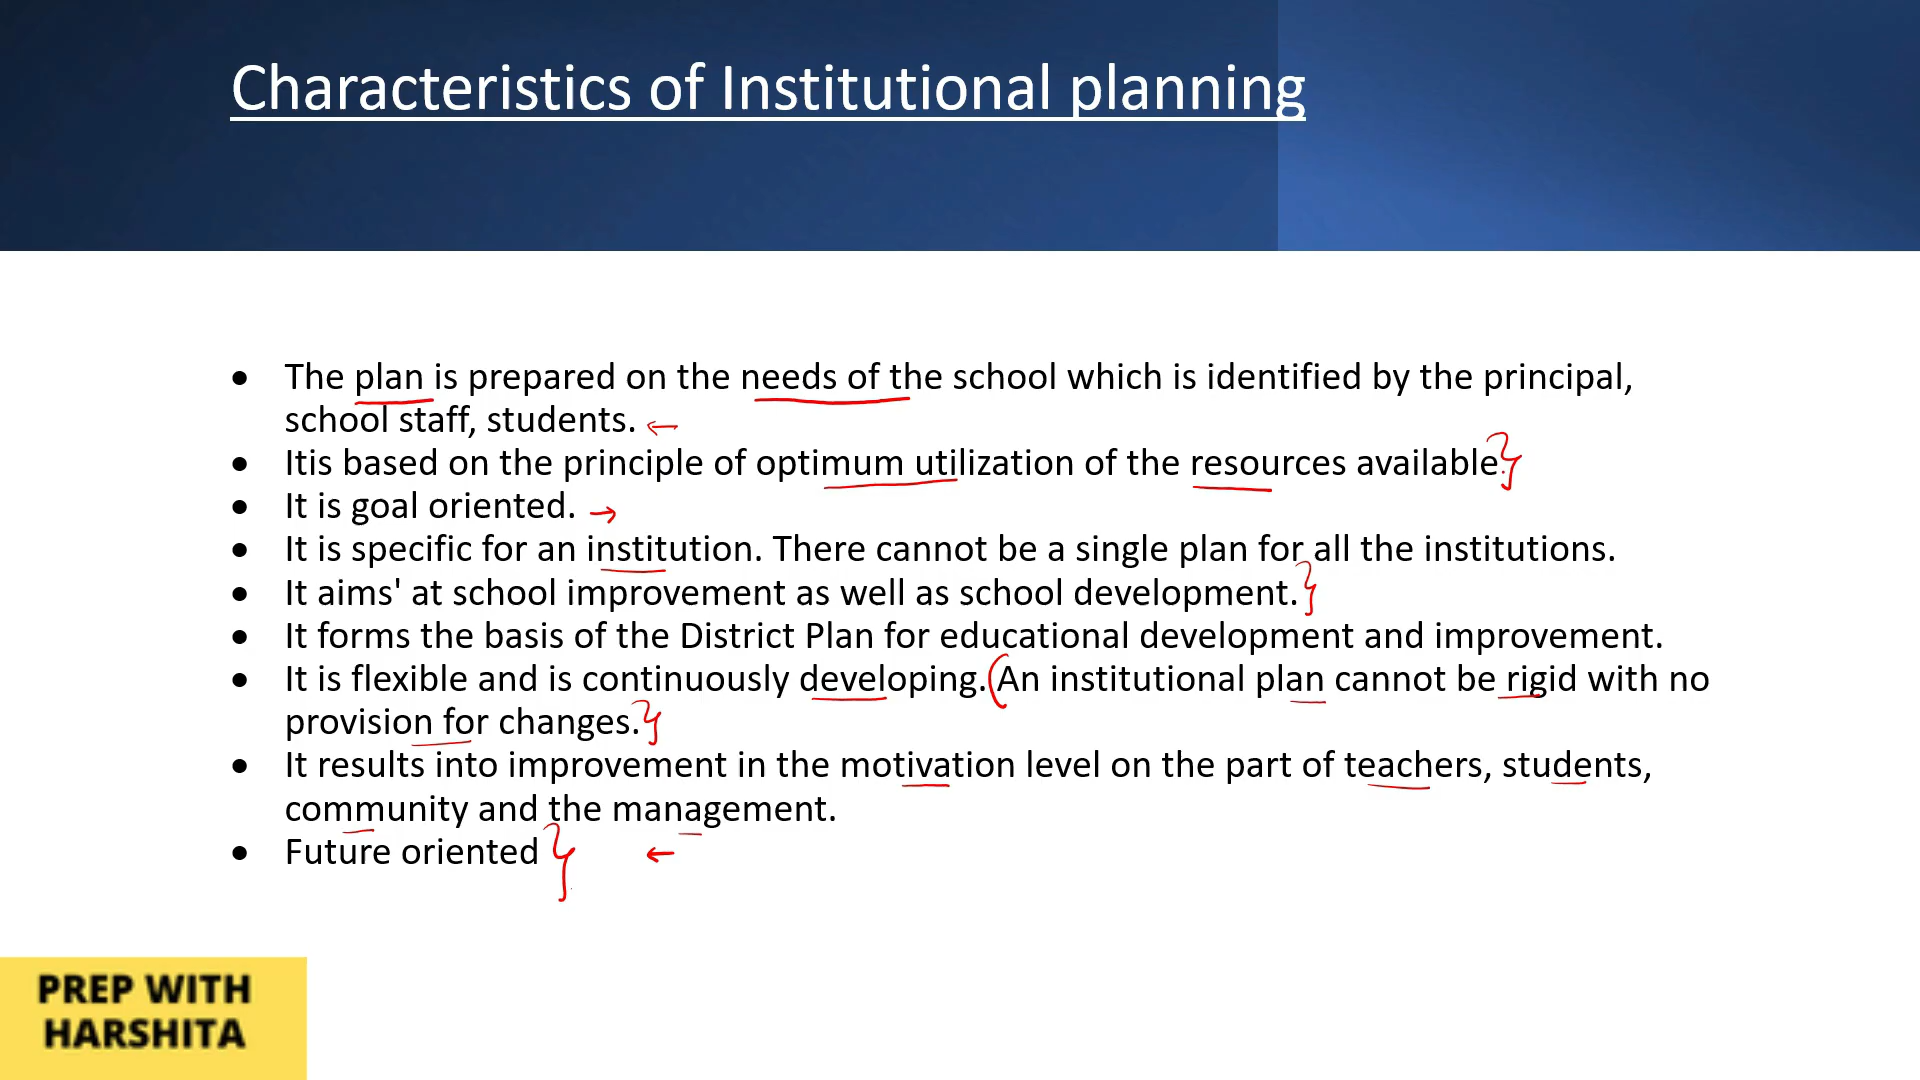 Characteristics of Institutional planning
• The plan is prepared on the needs of the school which is identified by the principal,
school staff, students.
• Itis based on the principle of optimum utilization of the resources available.
• It is goal oriented.
• It is specific for an institution. There cannot be a single plan for all the institutions.
• It aims' at school improvement as well as school development.
• It forms the basis of the District Plan for educational development and improvement.
• It is flexible and is continuously developing. An institutional plan cannot be rigid with no
provision for changes.
• It results into improvement in the motivation level on the part of teachers, students,
community and the management.
• Future oriented
PREP WITH
HARSHITA